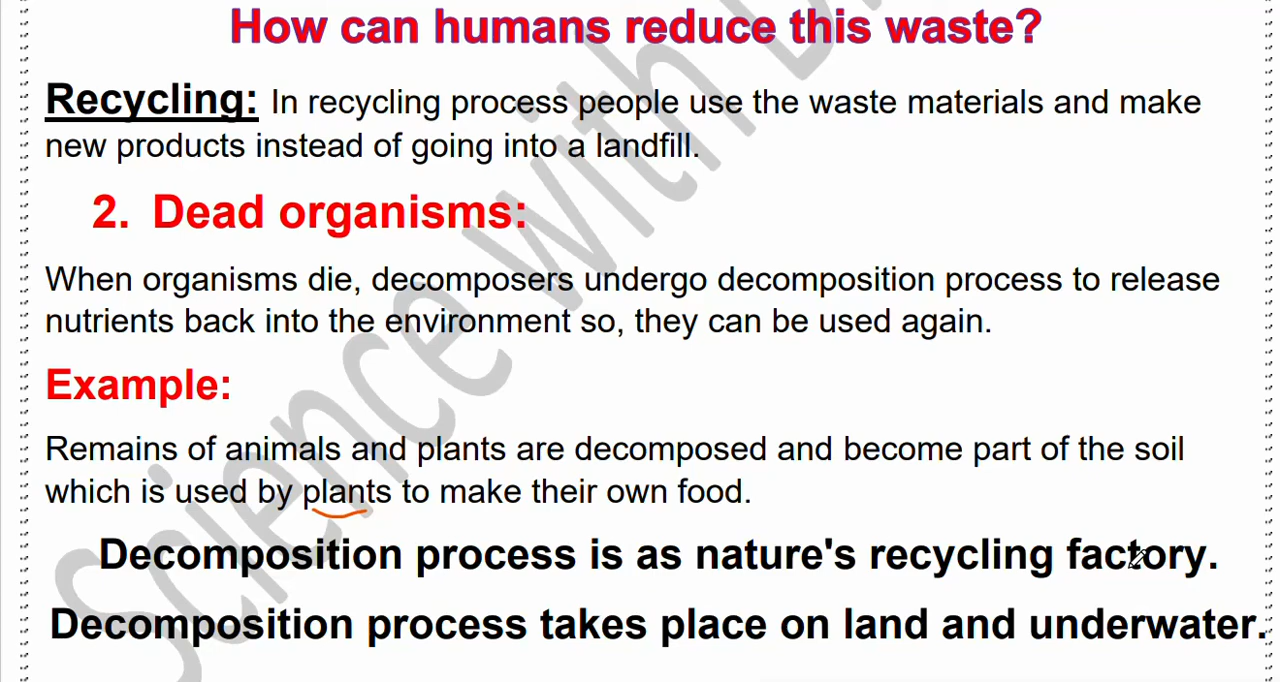 How can humans reduce this waste?
Recycling: In recycling process people use the waste materials and make
new products instead of going into a landfill.
2. Dead organisms:
When organisms die, decomposers undergo decomposition process to release
nutrients back into the environment so, they can be used again.
Example:
Remains of animals and plants are decomposed and become part of the soil
which is used by plants to make their own food.
Decomposition process is as nature's recycling factory.
Decomposition process takes place on land and underwater.
Science with D